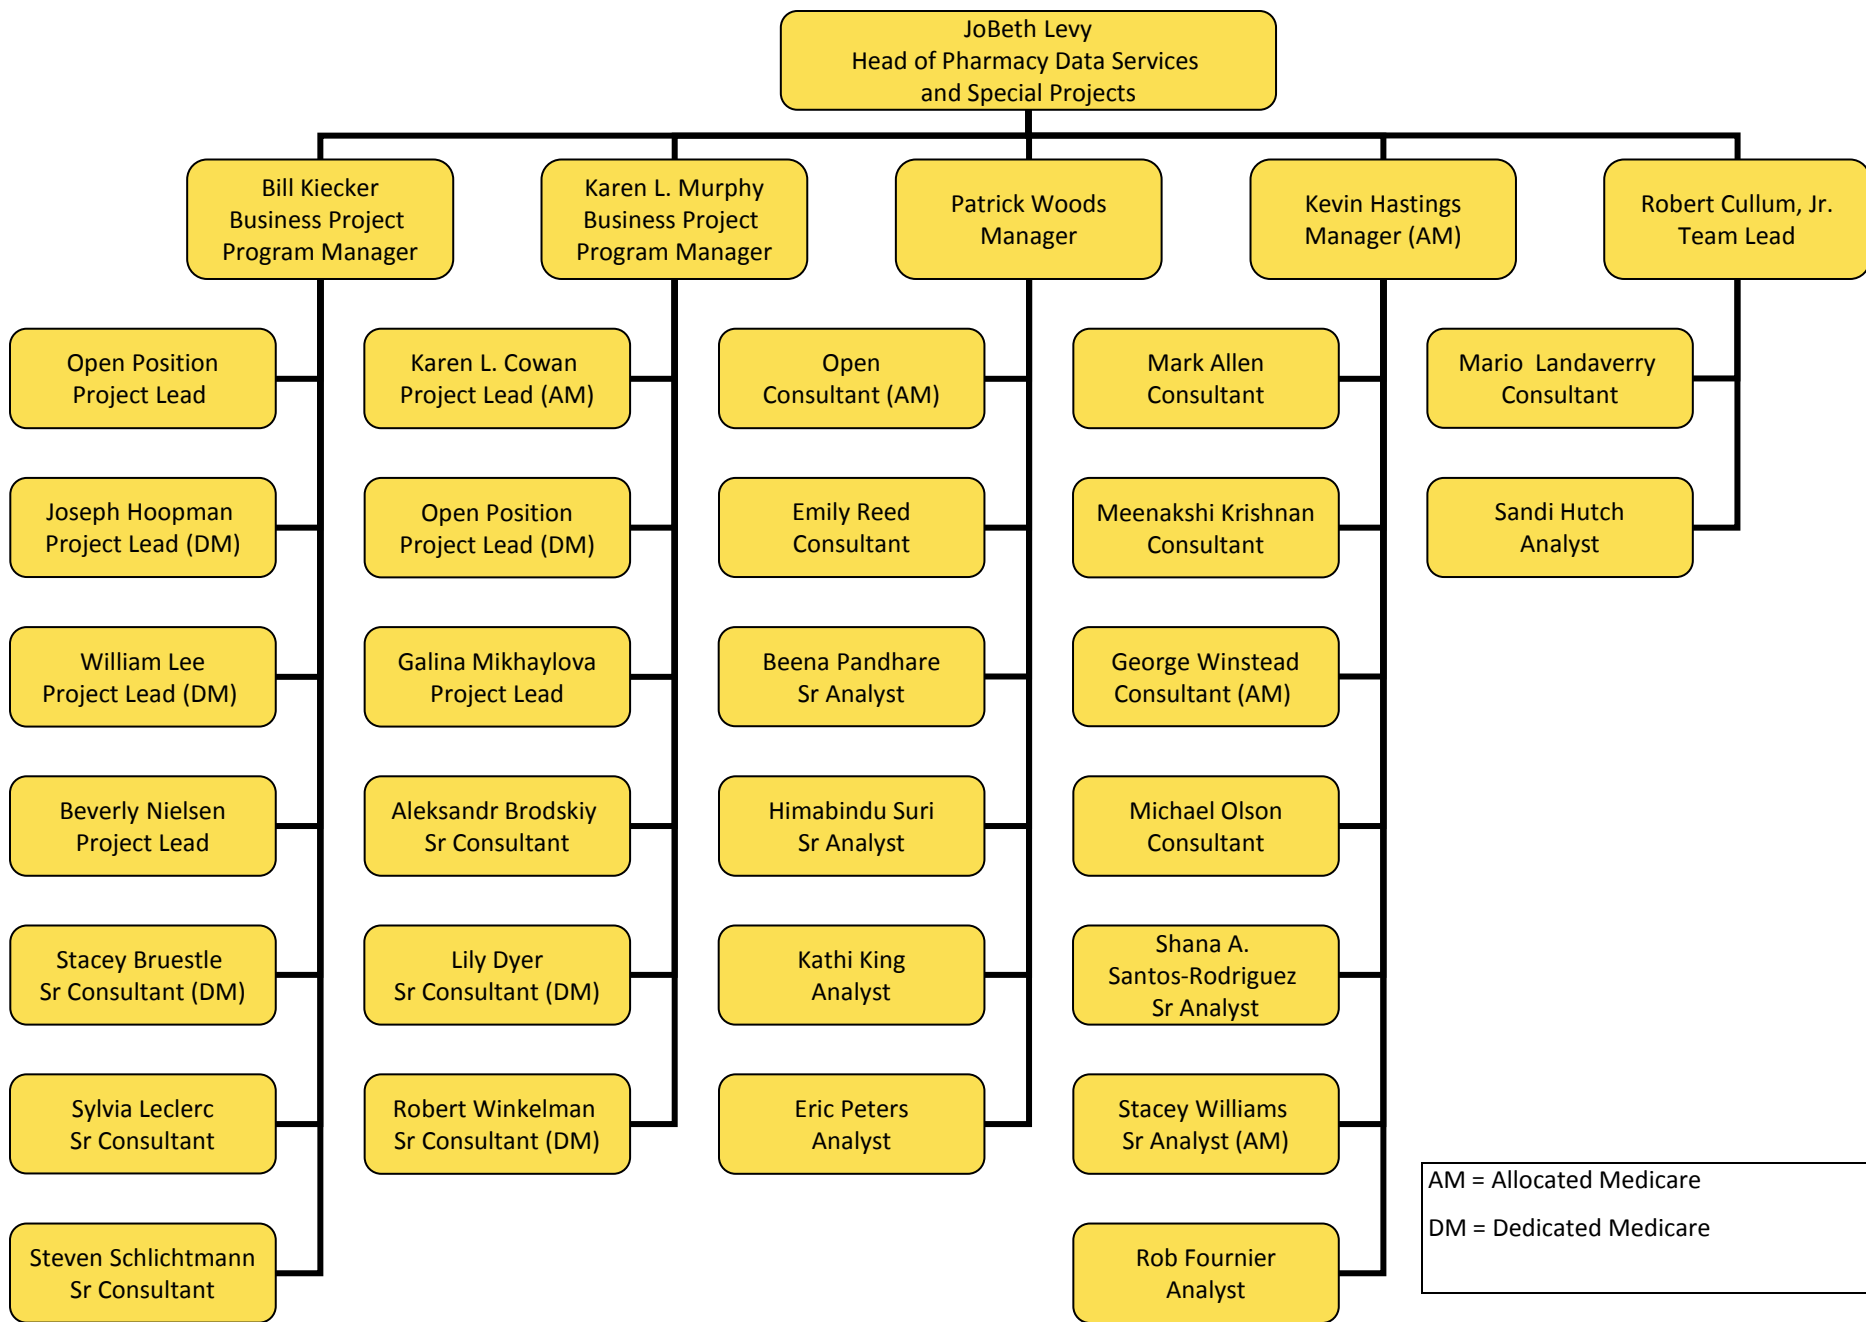 JoBeth Levy
Head of Pharmacy Data Services
and Special Projects
Bill Kiecker
Business Project
Program Manager
Karen L. Murphy
Business Project
Program Manager
Patrick Woods
Manager
Kevin Hastings
Manager (AM)
Robert Cullum, Jr.
Team Lead
Open Position
Project Lead
Karen L. Cowan
Project Lead (AM)
Open
Consultant (AM)
Mark Allen
Consultant
Mario Landaverry
Consultant
Joseph Hoopman
Project Lead (DM)
Open Position
Project Lead (DM)
Emily Reed
Consultant
Meenakshi Krishnan
Consultant
Sandi Hutch
Analyst
William Lee
Project Lead (DM)
Galina Mikhaylova
Project Lead
Beena Pandhare
Sr Analyst
George Winstead
Consultant (AM)
Beverly Nielsen
Project Lead
Aleksandr Brodskiy
Sr Consultant
Himabindu Suri
Sr Analyst
Michael Olson
Consultant
Stacey Bruestle
Sr Consultant (DM)
Lily Dyer
Sr Consultant (DM)
Kathi King
Analyst
Shana A.
Santos-Rodriguez
Sr Analyst
Sylvia Leclerc
Sr Consultant
Robert Winkelman
Sr Consultant (DM)
Eric Peters
Analyst
Stacey Williams
Sr Analyst (AM)
Steven Schlichtmann
Sr Consultant
Rob Fournier
Analyst
AM = Allocated Medicare
DM = Dedicated Medicare